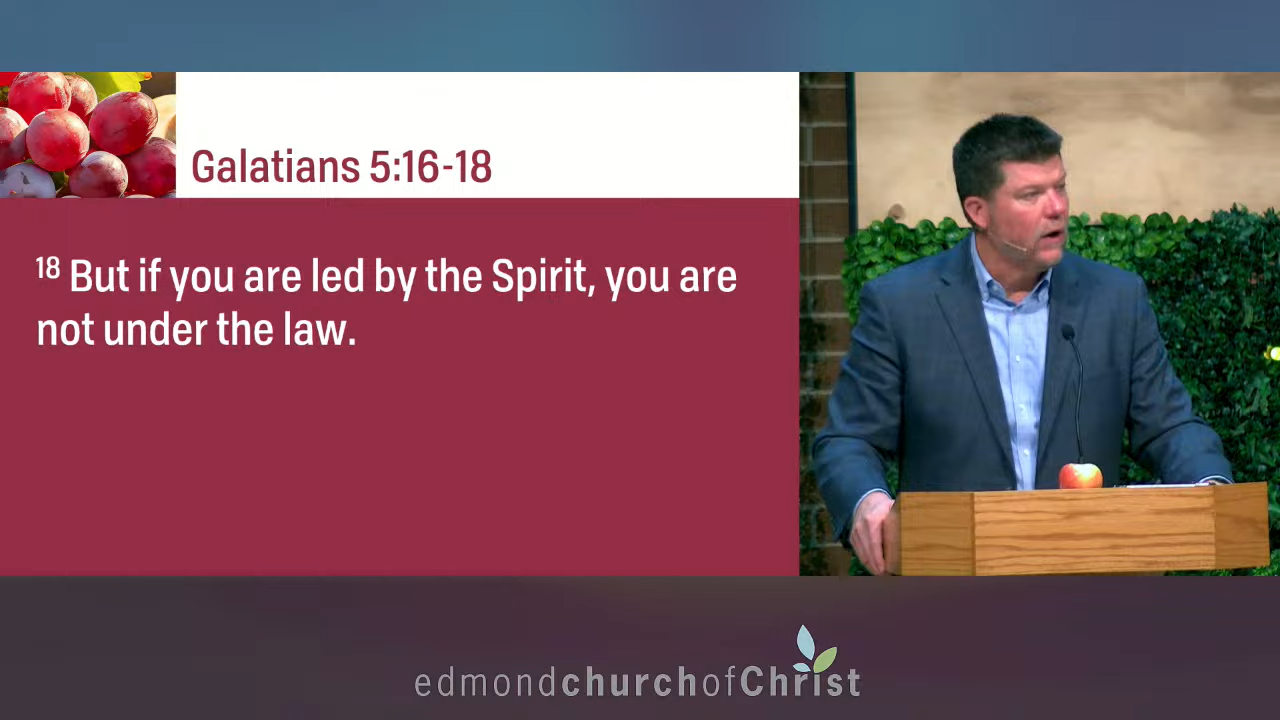 Galatians 5:16-18
18 But if you are led by the Spirit, you are
not under the law.
edmondchurchofChrist